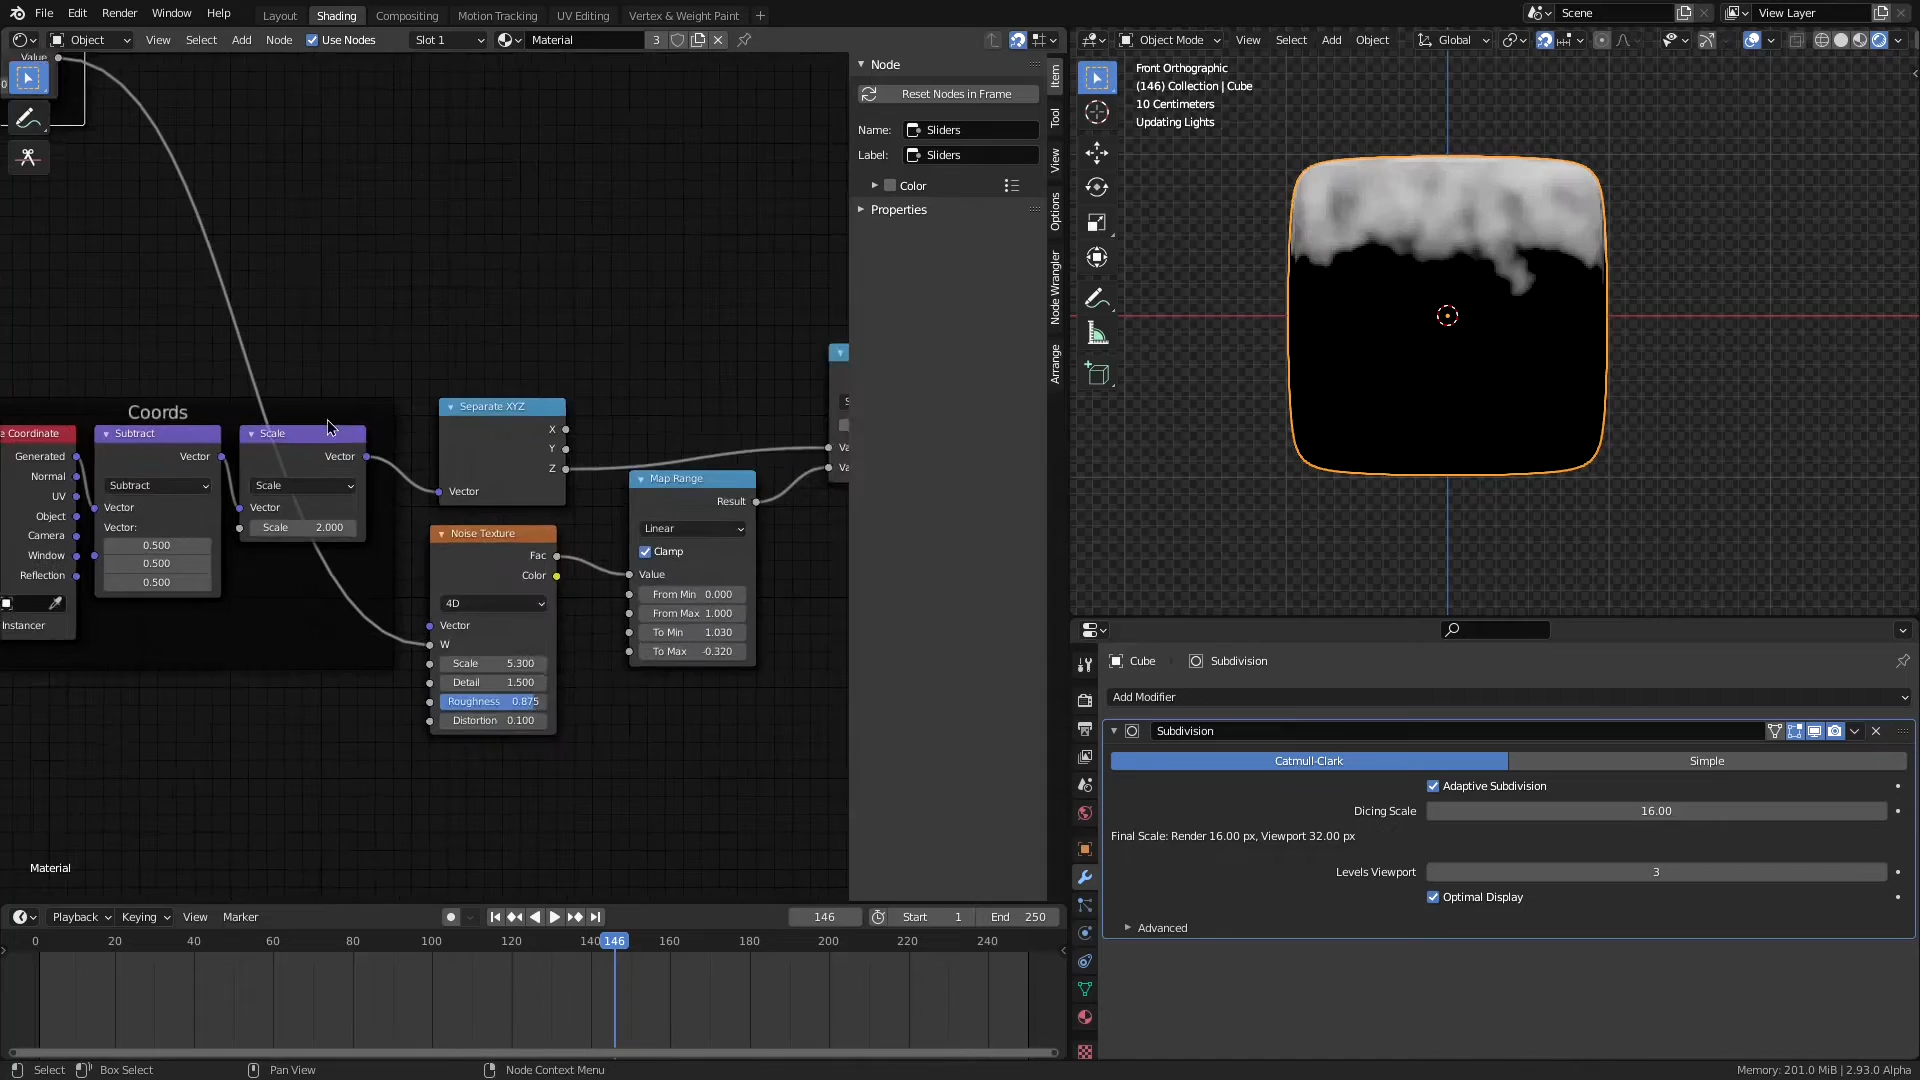 File Edit Render Window Help
Layout Shading Compositing Motion Tracking UV Editing Vertex & Weight Paint
Scene
View Layer
Object View Select Add Node Use Nodes Slot 1 Material 3
Object Mode View Select Add Object Global
Value
0
Coords
e Coordinate
Generated
Normal
UV
Object
Camera
Window
Reflection
Instancer
Subtract
Vector
Subtract
Vector
Vector:
0.500
0.500
0.500
Scale
Vector
Scale
Vector
Scale 2.000
Separate XYZ
X
Y
Z
Vector
Noise Texture
Fac
Color
4D
Vector
W
Scale 5.300
Detail 1.500
Roughness 0.875
Distortion 0.100
Map Range
Result
Linear
Clamp
Value
From Min 0.000
From Max 1.000
To Min 1.030
To Max -0.320
S
Va
Va
Material
Node
Reset Nodes in Frame
Name: Sliders
Label: Sliders
Color
Properties
Item
Tool
View
Options
Node Wrangler
Arrange
Front Orthographic
(146) Collection | Cube
10 Centimeters
Updating Lights
Cube Subdivision
Add Modifier
Subdivision
Catmull-Clark Simple
Adaptive Subdivision
Dicing Scale 16.00
Final Scale: Render 16.00 px, Viewport 32.00 px
Levels Viewport 3
Optimal Display
Advanced
Playback Keying View Marker
146 Start 1 End 250
0 20 40 60 80 100 120 140 146 160 180 200 220 240
Select Box Select Pan View Node Context Menu
Memory: 201.0 MiB | 2.93.0 Alpha